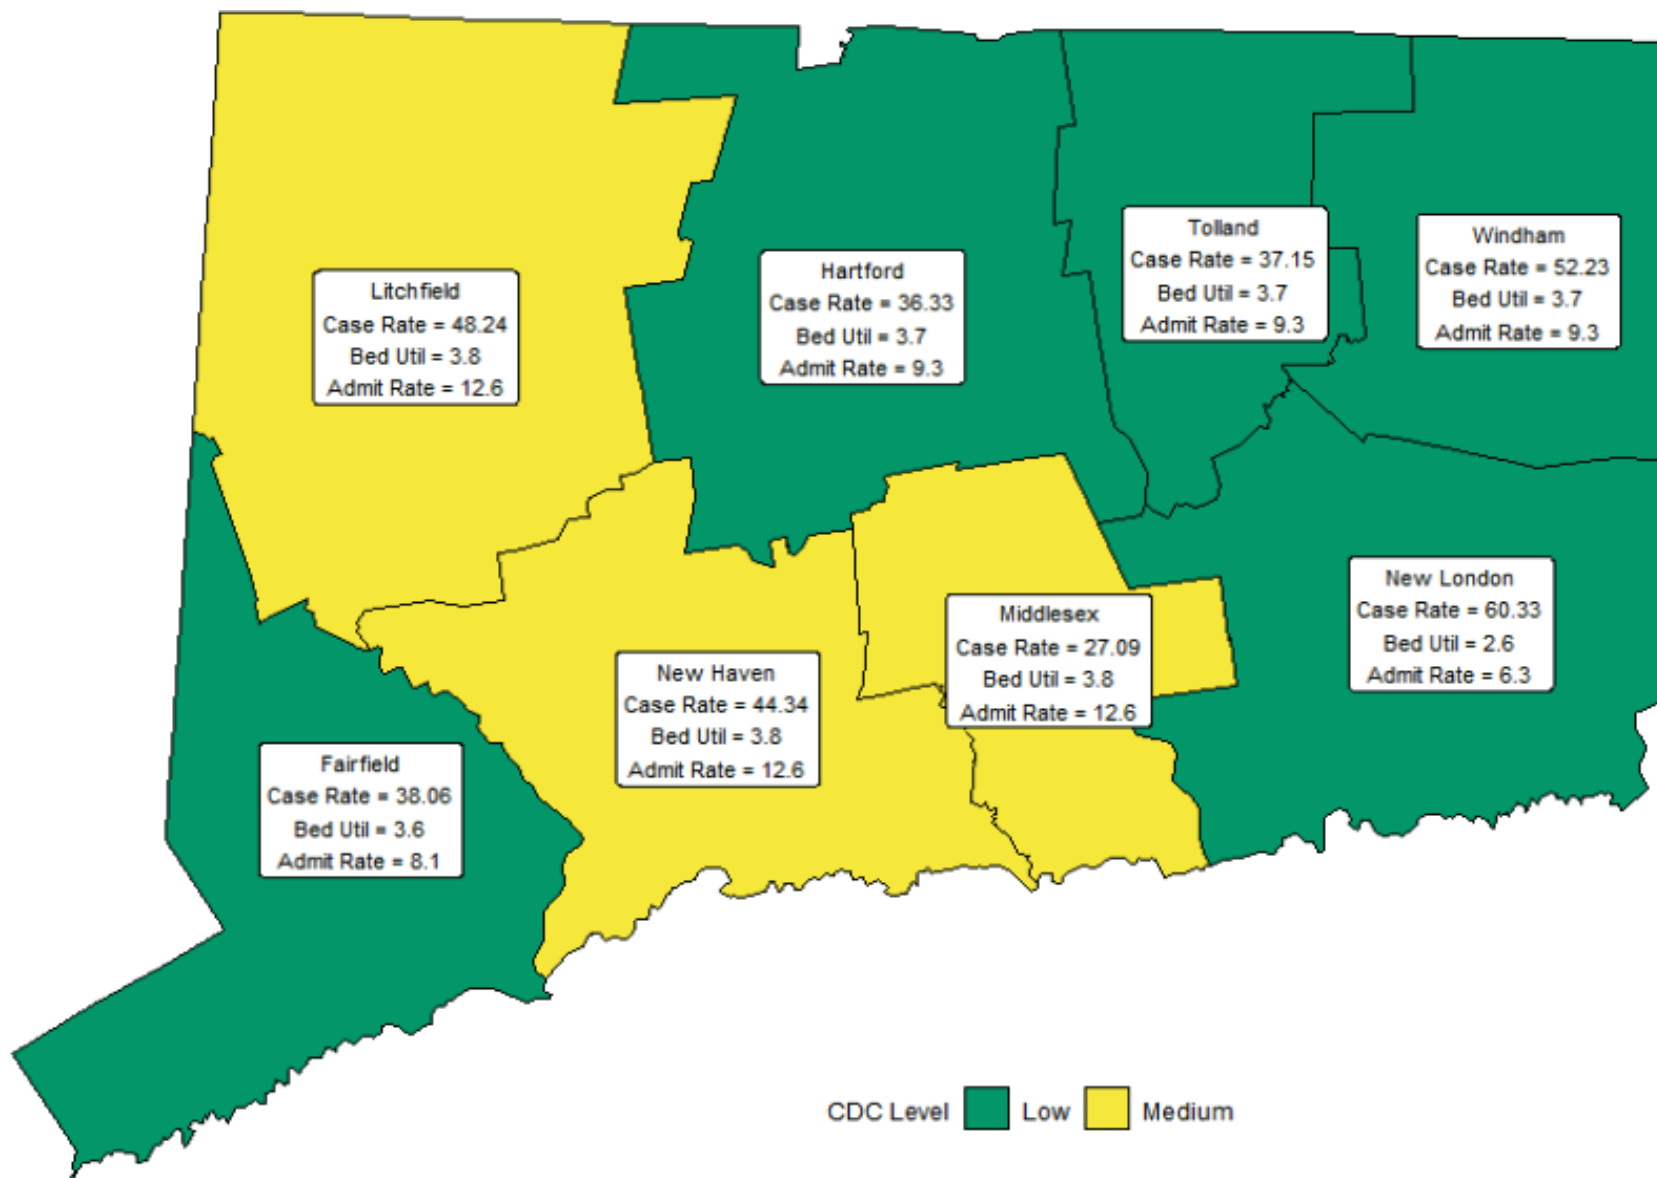 Litchfield
Case Rate = 48.24
Bed Util = 3.8
Admit Rate = 12.6
Hartford
Case Rate = 36.33
Bed Util = 3.7
Admit Rate = 9.3
Tolland
Case Rate = 37.15
Bed Util = 3.7
Admit Rate = 9.3
Windham
Case Rate = 52.23
Bed Util = 3.7
Admit Rate = 9.3
Fairfield
Case Rate = 38.06
Bed Util = 3.6
Admit Rate = 8.1
New Haven
Case Rate = 44.34
Bed Util = 3.8
Admit Rate = 12.6
Middlesex
Case Rate = 27.09
Bed Util = 3.8
Admit Rate = 12.6
New London
Case Rate = 60.33
Bed Util = 2.6
Admit Rate = 6.3
CDC Level Low Medium